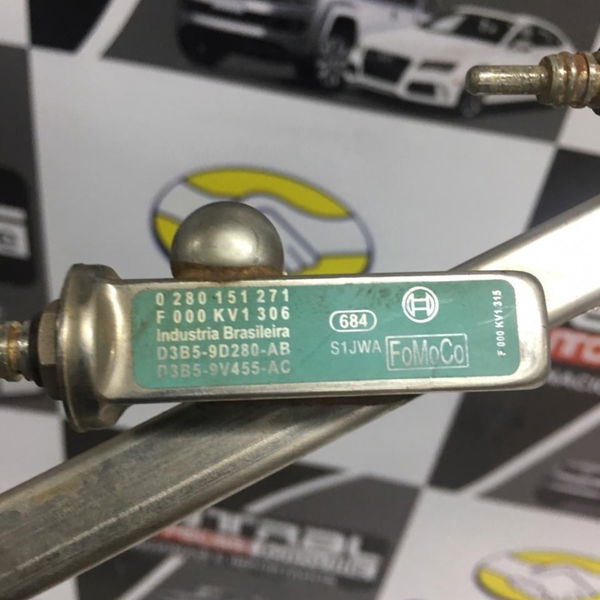 0 280 151 271
F 000 KV1 306
Industria Brasileira
D3B5-9D280-AB
D3B5-9V455-AC
684
S1JWA
FoMoCo
F 000 KV1 315